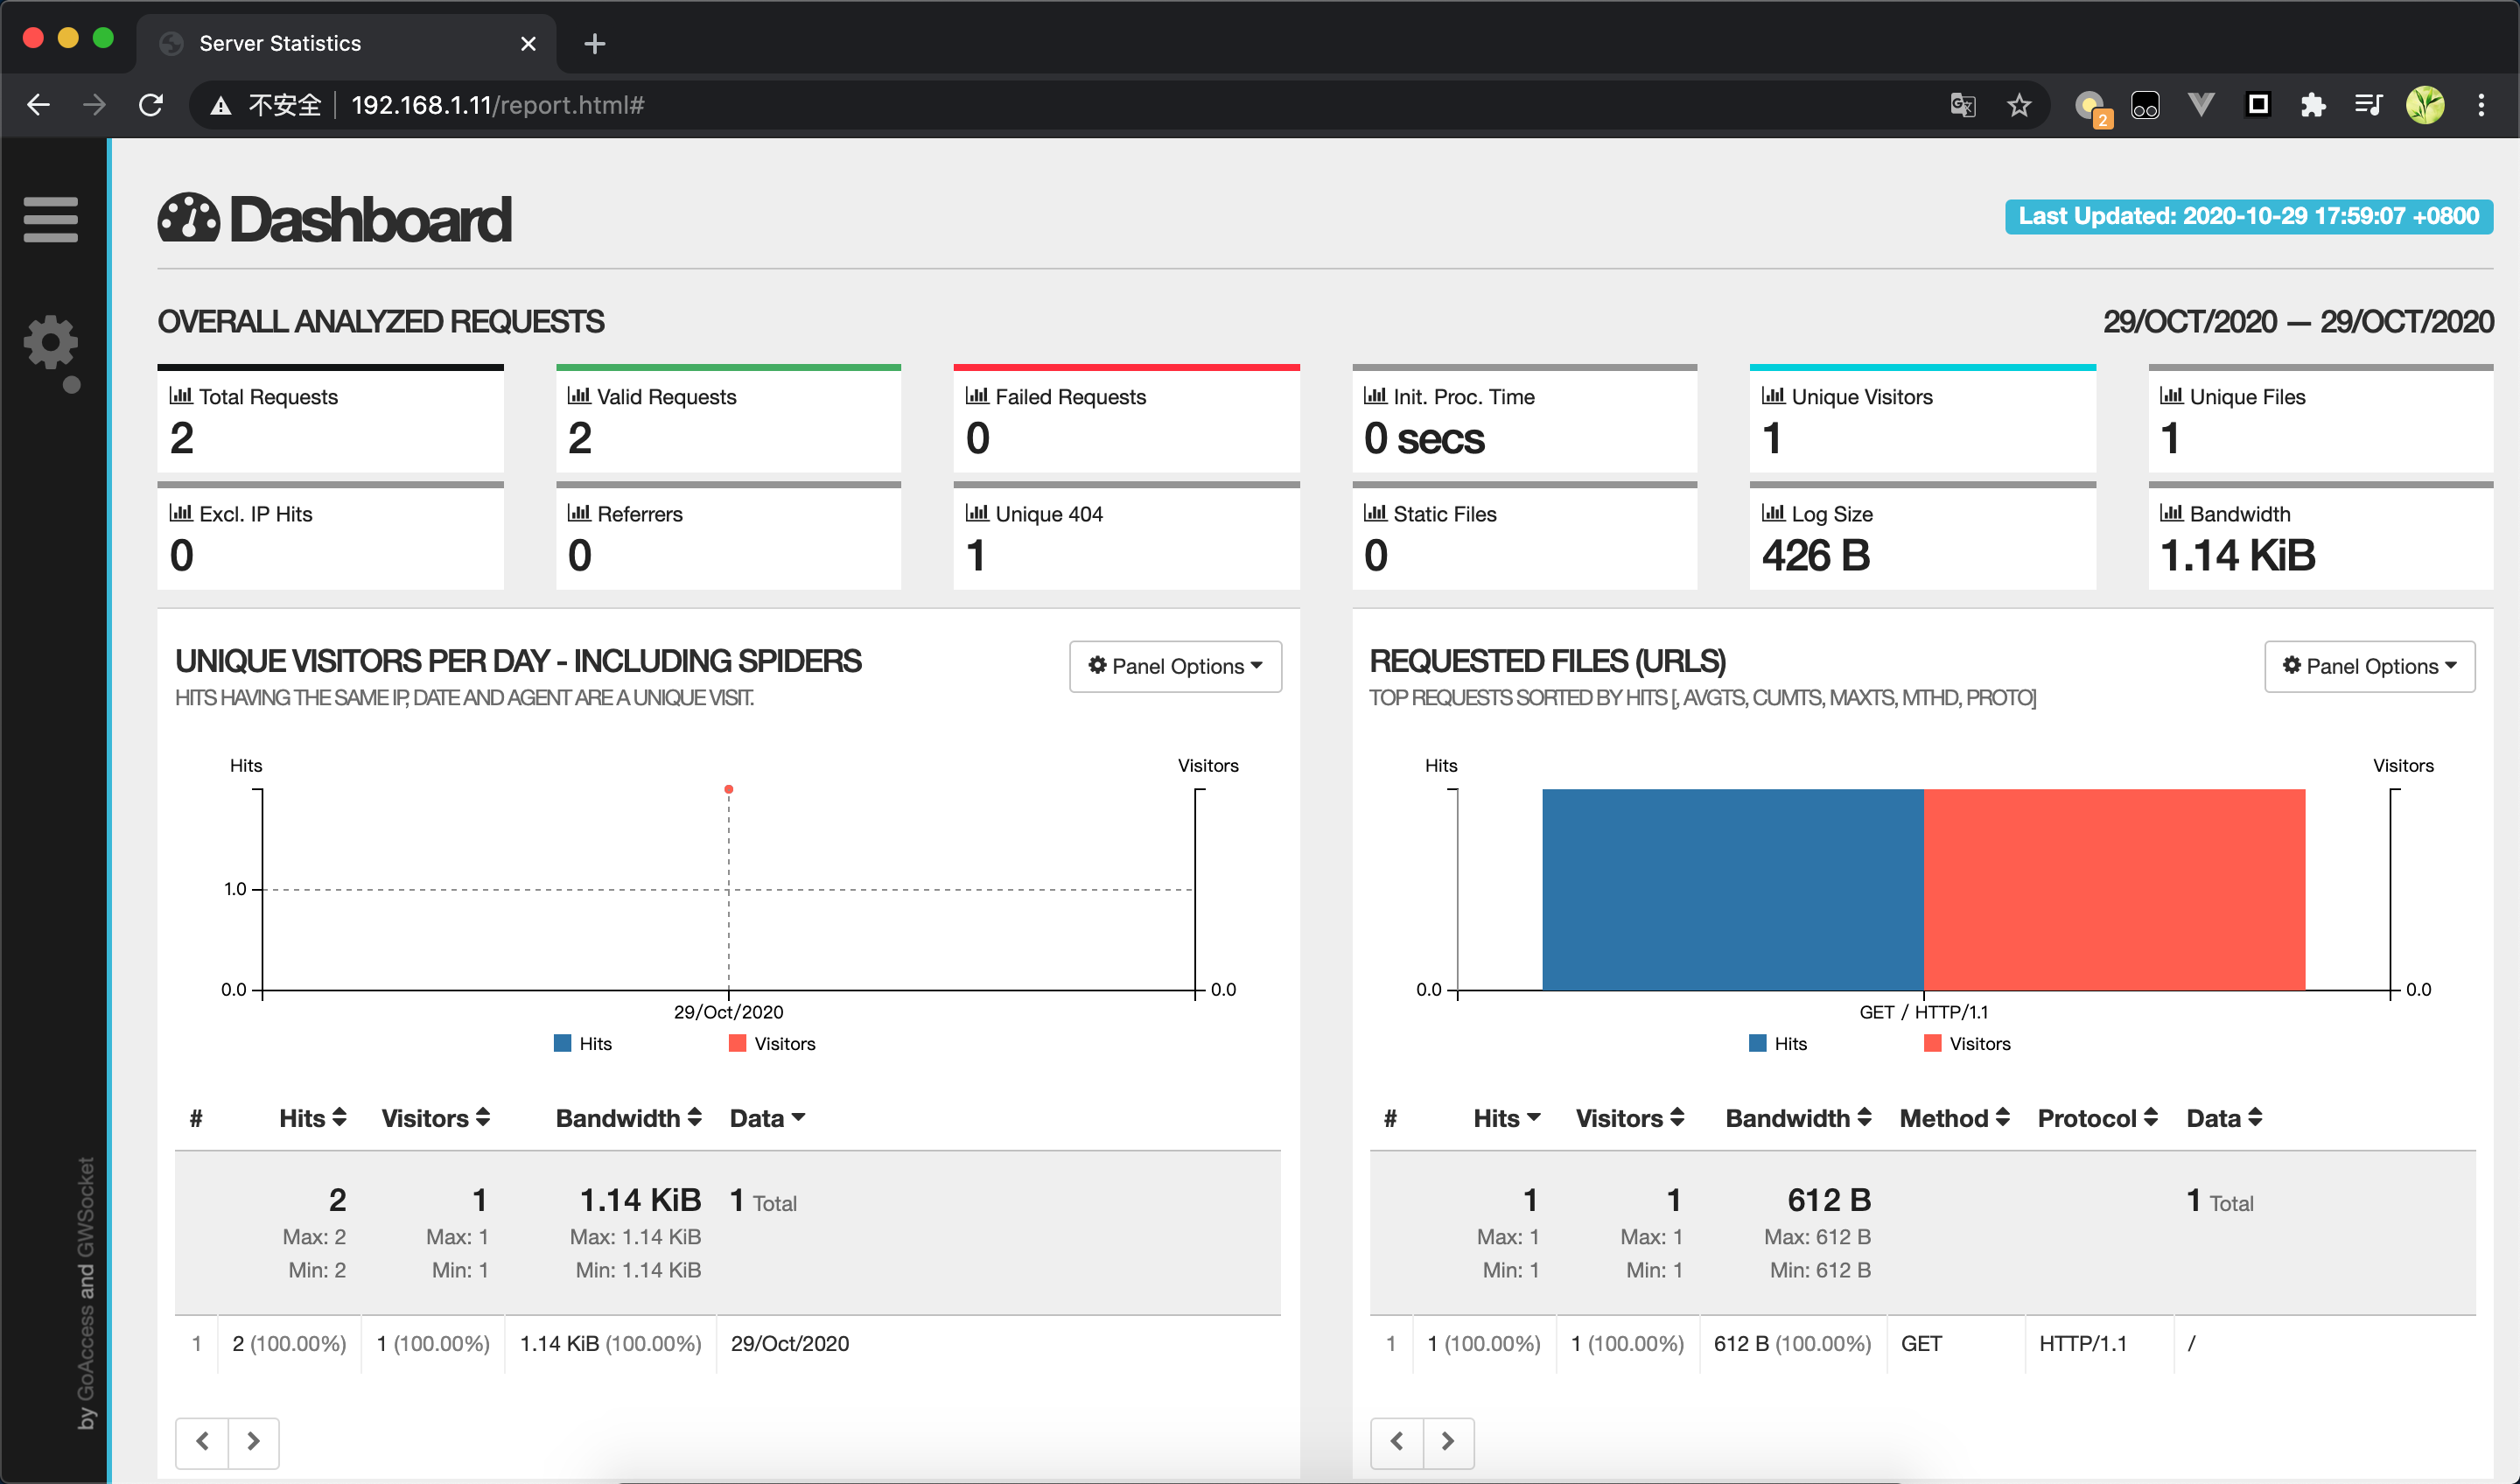 Server Statistics
不安全 192.168.1.11/report.html#
2
Dashboard
Last Updated: 2020-10-29 17:59:07 +0800
OVERALL ANALYZED REQUESTS
29/OCT/2020 — 29/OCT/2020
Total Requests
2
Valid Requests
2
Failed Requests
0
Init. Proc. Time
0 secs
Unique Visitors
1
Unique Files
1
Excl. IP Hits
0
Referrers
0
Unique 404
1
Static Files
0
Log Size
426 B
Bandwidth
1.14 KiB
UNIQUE VISITORS PER DAY - INCLUDING SPIDERS
HITS HAVING THE SAME IP, DATE AND AGENT ARE A UNIQUE VISIT.
Panel Options
Hits
Visitors
1.0
0.0
0.0
29/Oct/2020
Hits Visitors
# Hits Visitors Bandwidth Data
2 1 1.14 KiB 1 Total
Max: 2 Max: 1 Max: 1.14 KiB
Min: 2 Min: 1 Min: 1.14 KiB
1 2 (100.00%) 1 (100.00%) 1.14 KiB (100.00%) 29/Oct/2020
REQUESTED FILES (URLS)
TOP REQUESTS SORTED BY HITS [, AVGTS, CUMTS, MAXTS, MTHD, PROTO]
Panel Options
Hits
Visitors
0.0
0.0
GET / HTTP/1.1
Hits Visitors
# Hits Visitors Bandwidth Method Protocol Data
1 1 612 B 1 Total
Max: 1 Max: 1 Max: 612 B
Min: 1 Min: 1 Min: 612 B
1 1 (100.00%) 1 (100.00%) 612 B (100.00%) GET HTTP/1.1 /
by GoAccess and GWSocket